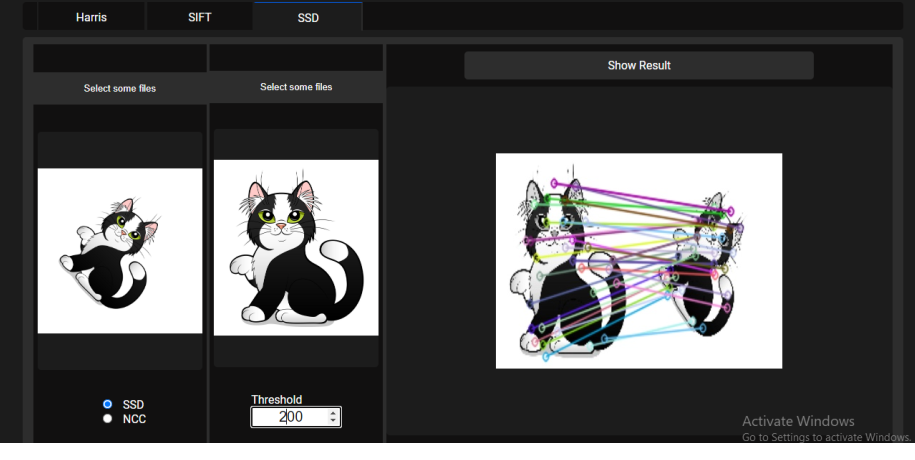 Harris
SIFT
SSD
Select some files
Select some files
Show Result
SSD
NCC
Threshold
200
Activate Windows
Go to Settings to activate Windows.